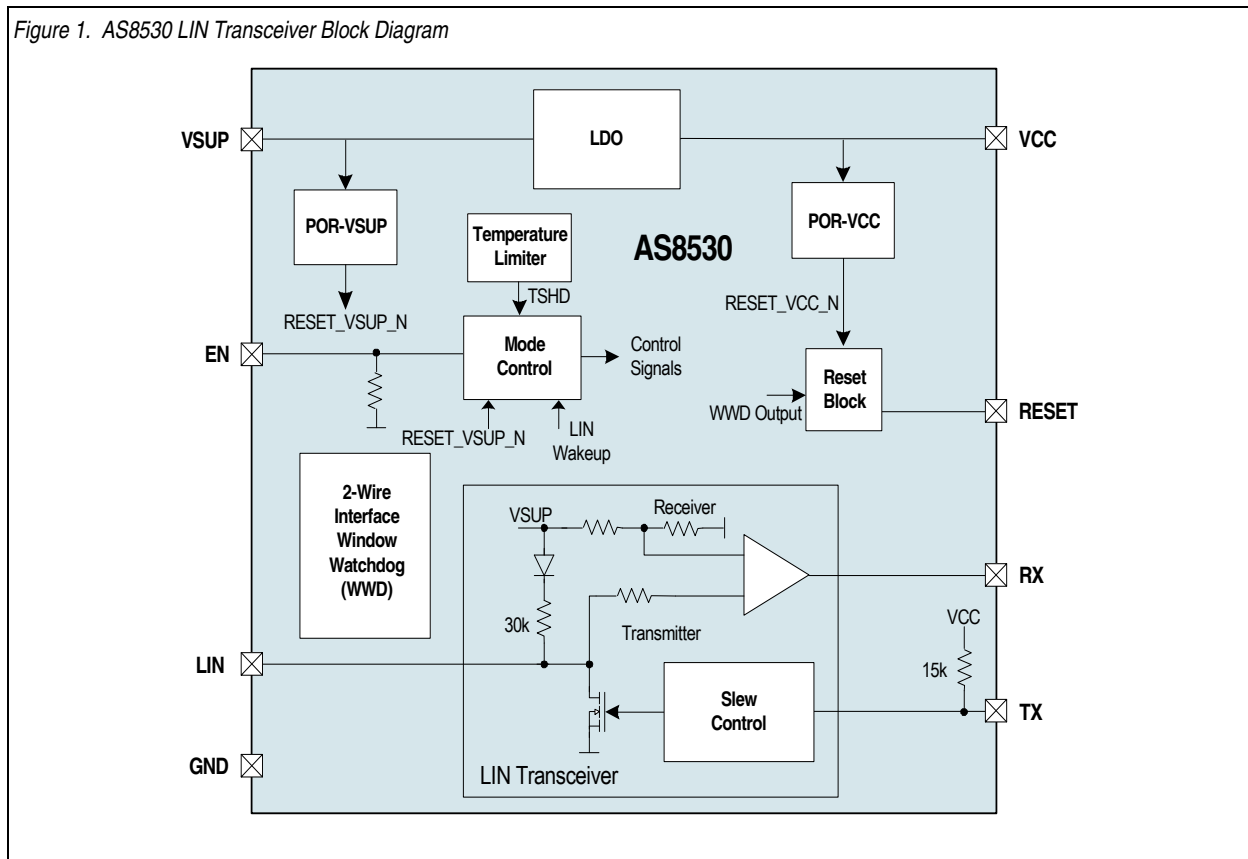 Figure 1. AS8530 LIN Transceiver Block Diagram
VSUP
LDO
VCC
POR-VSUP
Temperature
Limiter
AS8530
POR-VCC
TSHD
RESET_VSUP_N
RESET_VCC_N
EN
Mode
Control
Control
Signals
Reset
Block
WWD Output
RESET
RESET_VSUP_N
LIN
Wakeup
2-Wire
Interface
Window
Watchdog
(WWD)
VSUP
Receiver
RX
30k
Transmitter
VCC
15k
LIN
Slew
Control
TX
GND
LIN Transceiver